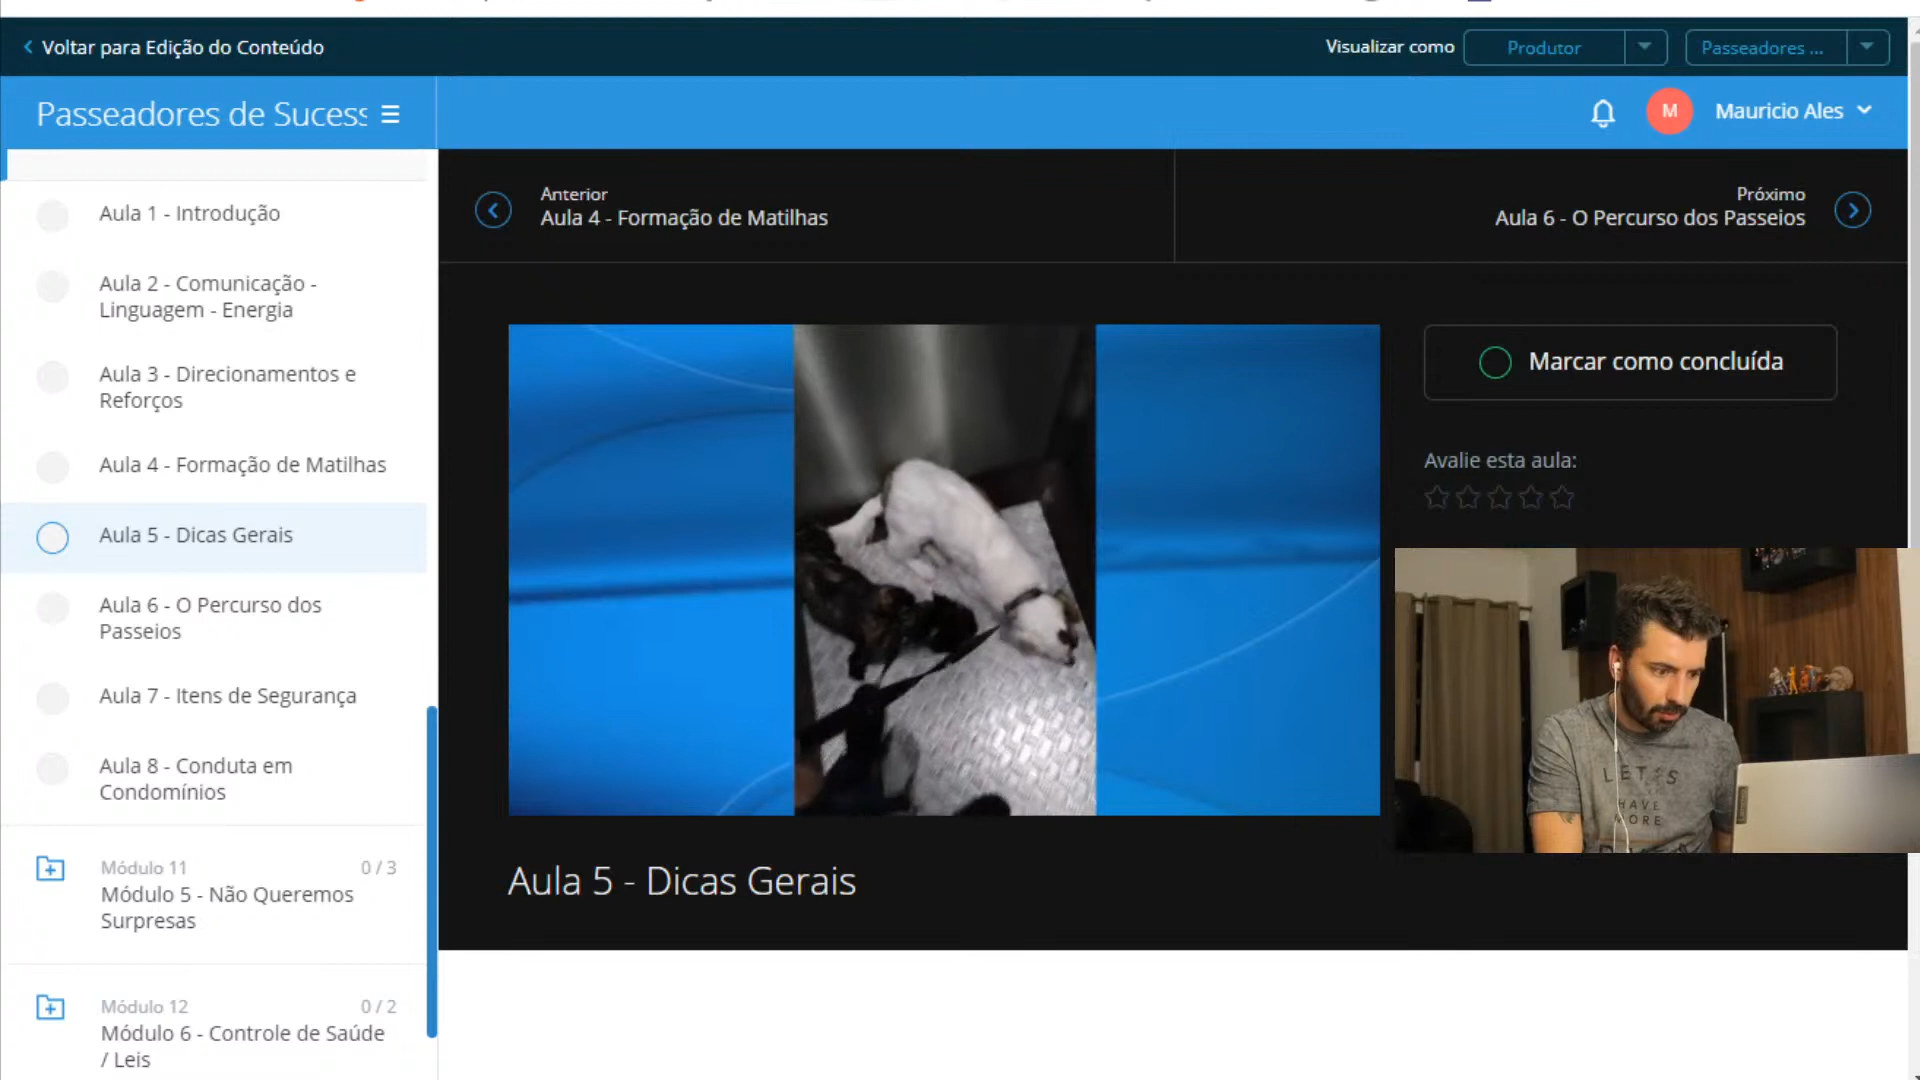 Voltar para Edição do Conteúdo
Visualizar como
Produtor
Passeadores ...
Passeadores de Sucess
M
Mauricio Ales
Anterior
Aula 4 - Formação de Matilhas
Próximo
Aula 6 - O Percurso dos Passeios
Aula 1 - Introdução
Aula 2 - Comunicação -
Linguagem - Energia
Aula 3 - Direcionamentos e
Reforços
Aula 4 - Formação de Matilhas
Aula 5 - Dicas Gerais
Aula 6 - O Percurso dos
Passeios
Aula 7 - Itens de Segurança
Aula 8 - Conduta em
Condomínios
Módulo 11
0 / 3
Módulo 5 - Não Queremos
Surpresas
Módulo 12
0 / 2
Módulo 6 - Controle de Saúde
/ Leis
Marcar como concluída
Avalie esta aula:
LET'S
HAVE
MORE
Aula 5 - Dicas Gerais